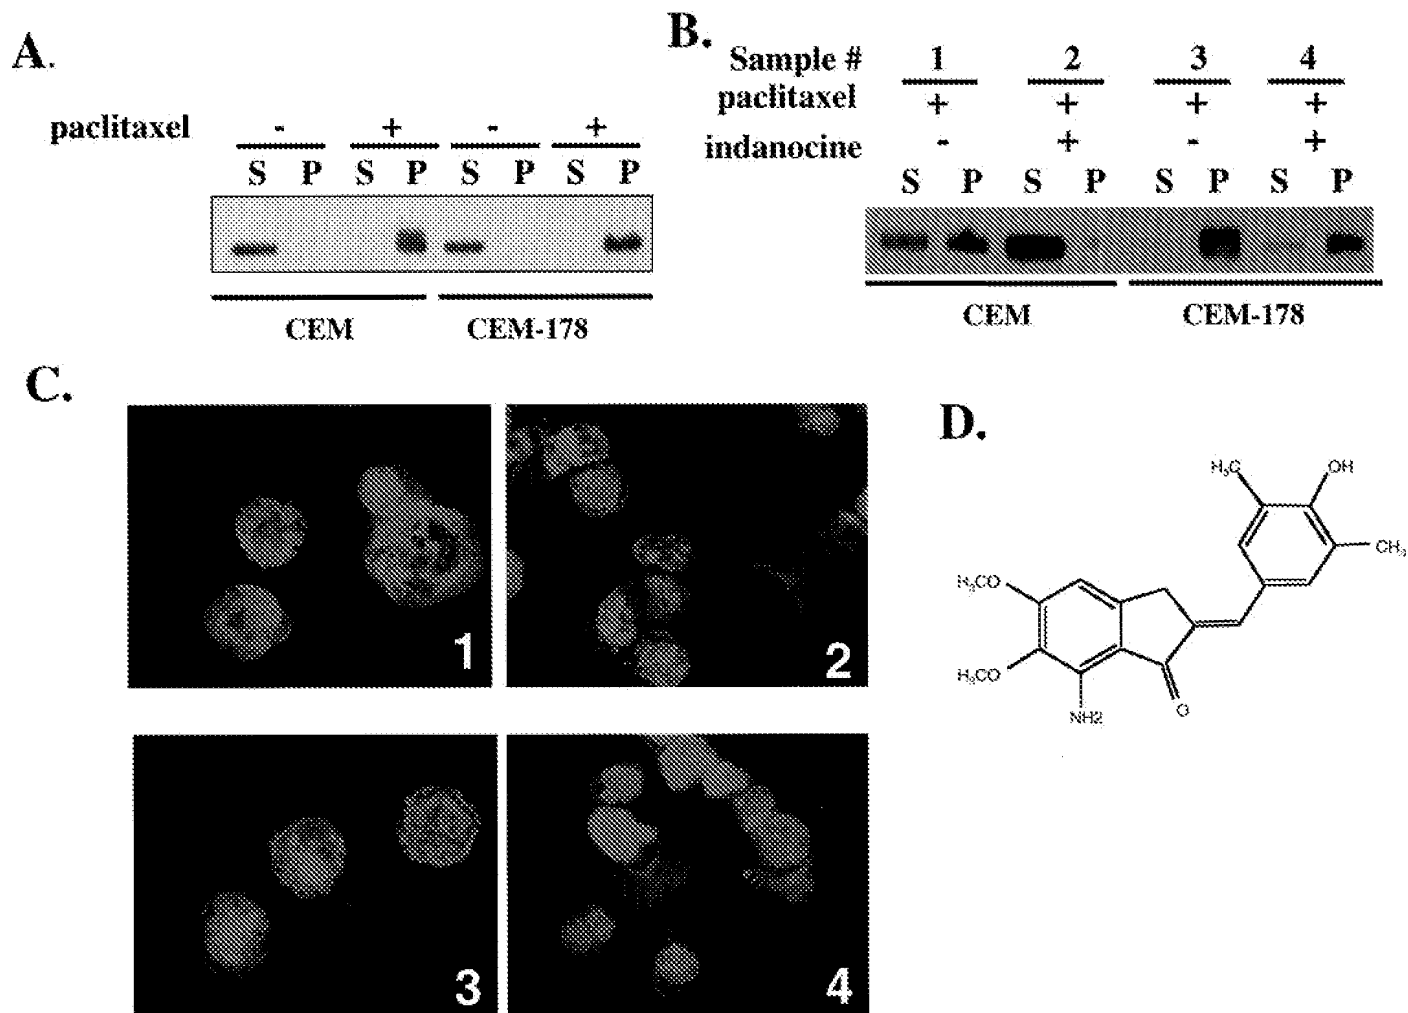 A.
paclitaxel - + - +
S P S P S P S P
CEM CEM-178
B.
Sample # 1 2 3 4
paclitaxel + + + +
indanocine - + - +
S P S P S P S P
CEM CEM-178
C.
1
2
3
4
D.
H₃C
OH
CH₃
H₃CO
H₃CO
NH2
O